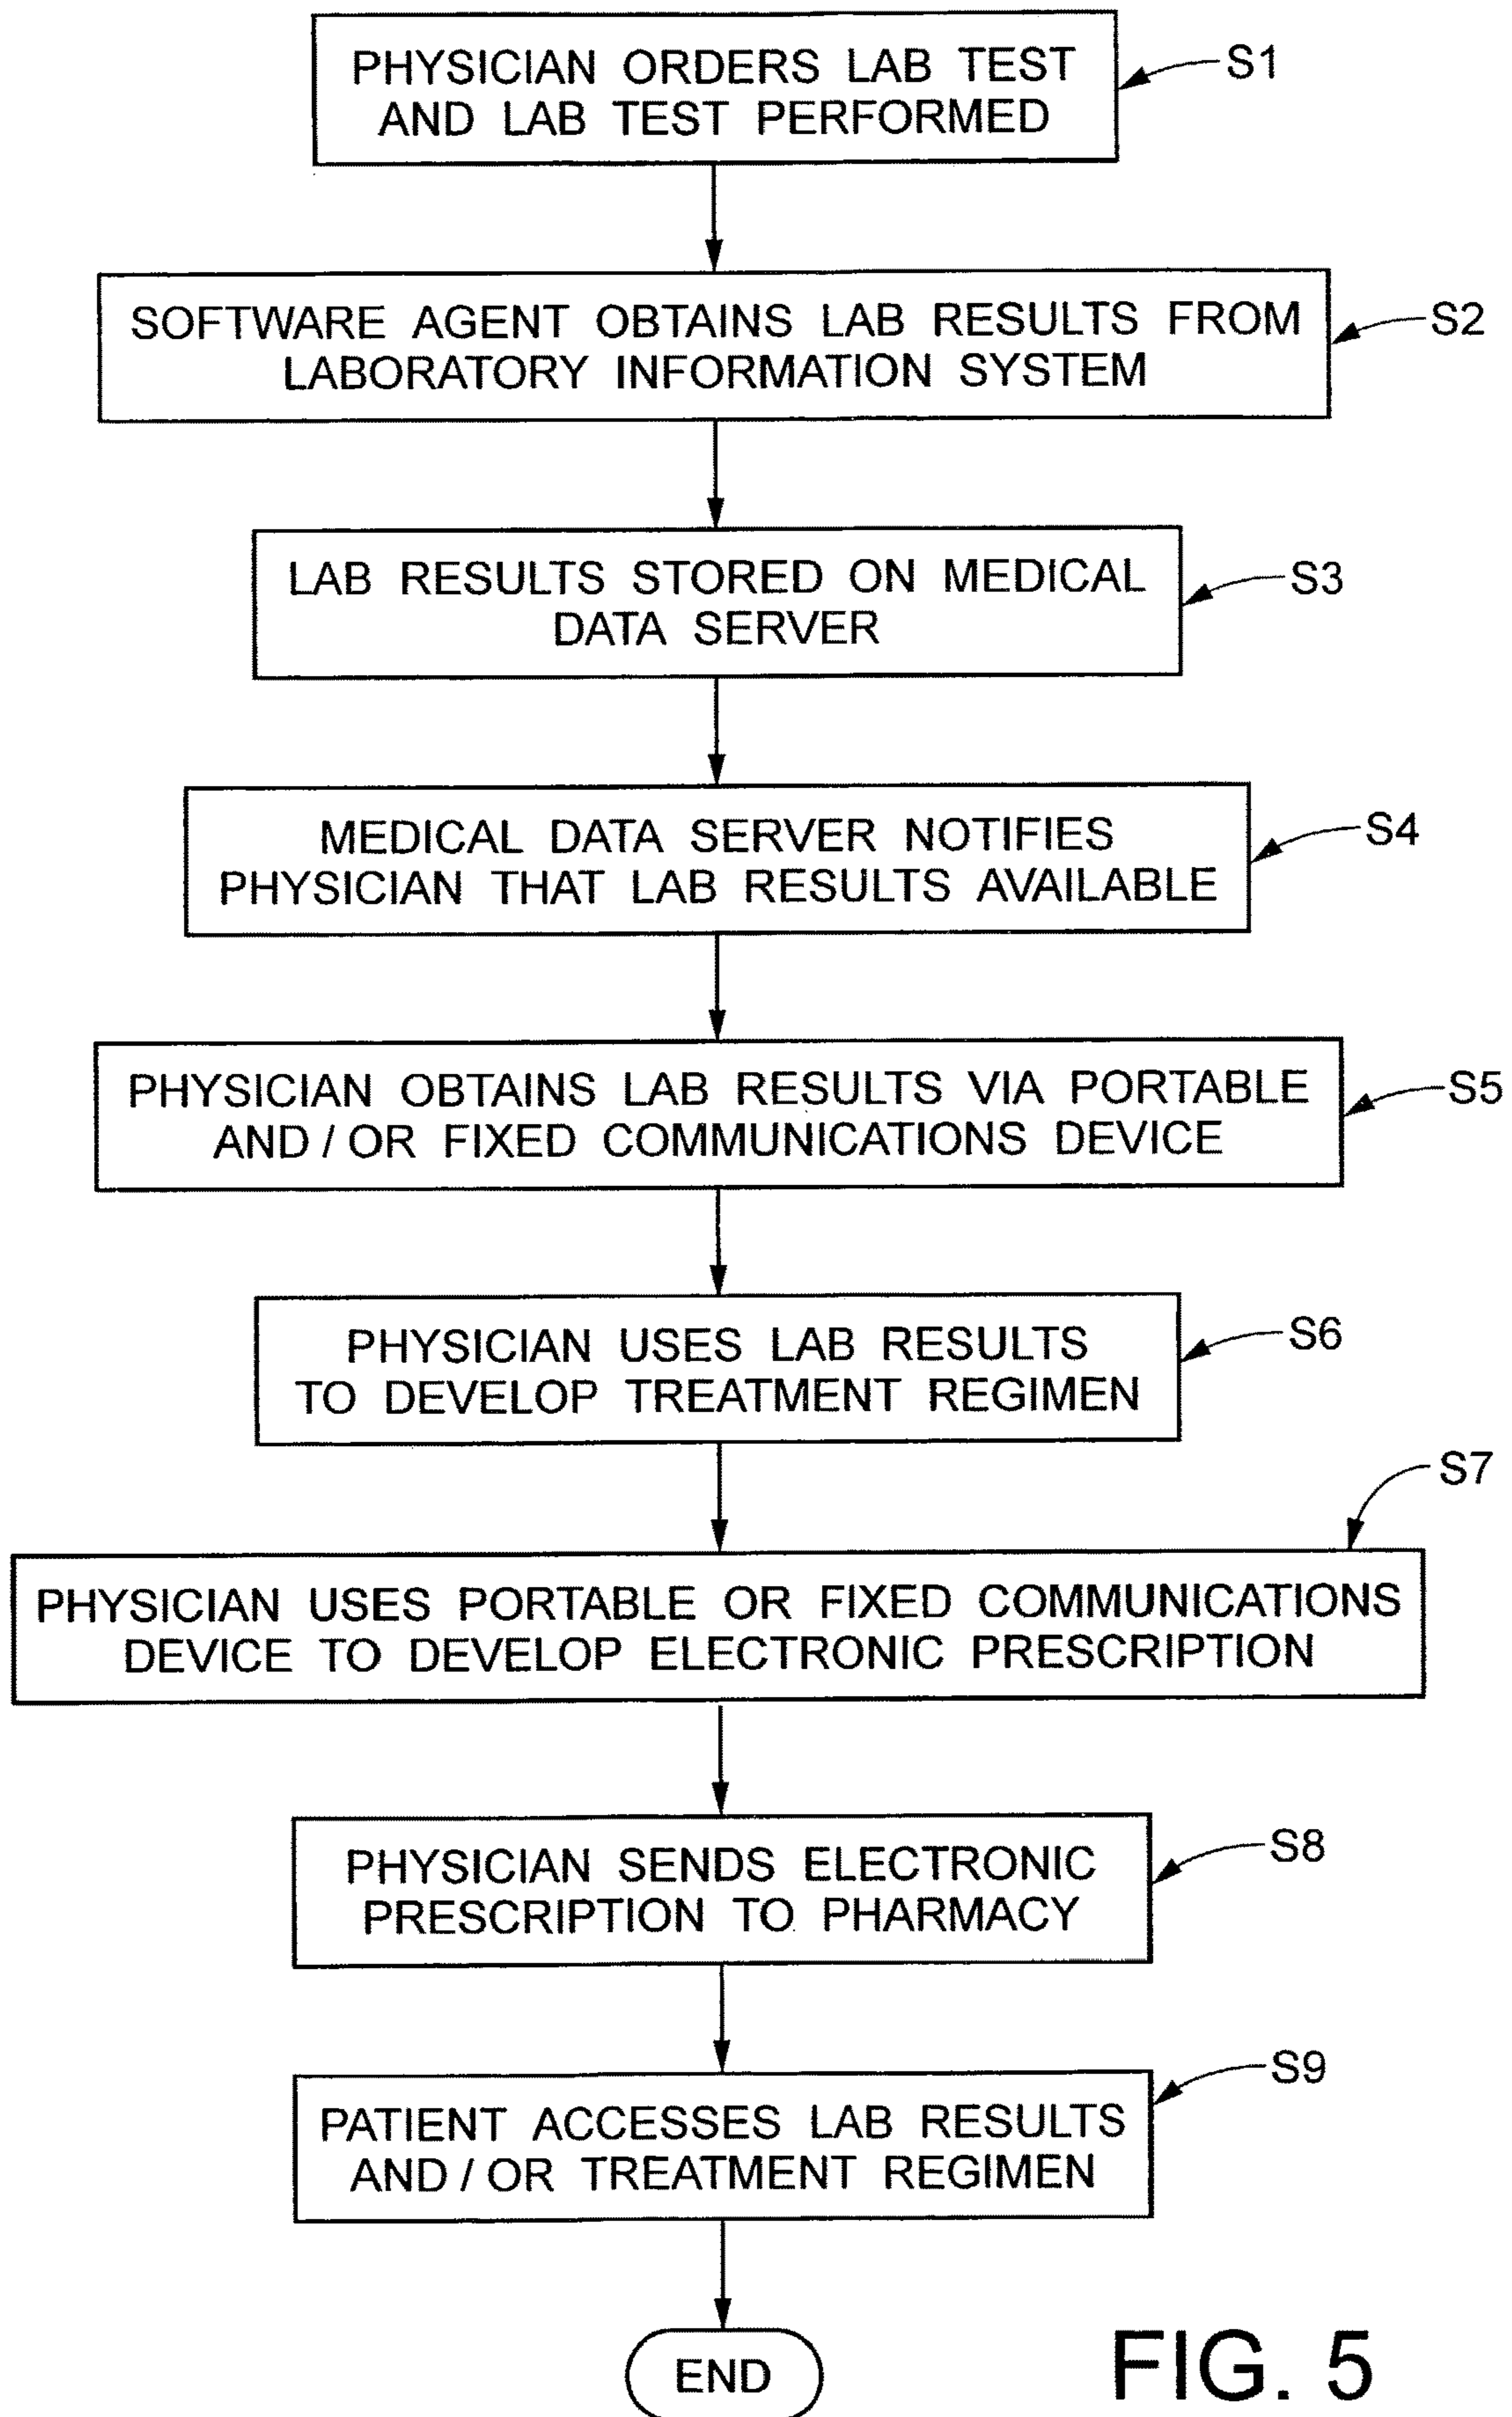 PHYSICIAN ORDERS LAB TEST
AND LAB TEST PERFORMED
S1
SOFTWARE AGENT OBTAINS LAB RESULTS FROM
LABORATORY INFORMATION SYSTEM
S2
LAB RESULTS STORED ON MEDICAL
DATA SERVER
S3
MEDICAL DATA SERVER NOTIFIES
PHYSICIAN THAT LAB RESULTS AVAILABLE
S4
PHYSICIAN OBTAINS LAB RESULTS VIA PORTABLE
AND / OR FIXED COMMUNICATIONS DEVICE
S5
PHYSICIAN USES LAB RESULTS
TO DEVELOP TREATMENT REGIMEN
S6
S7
PHYSICIAN USES PORTABLE OR FIXED COMMUNICATIONS
DEVICE TO DEVELOP ELECTRONIC PRESCRIPTION
PHYSICIAN SENDS ELECTRONIC
PRESCRIPTION TO PHARMACY
S8
PATIENT ACCESSES LAB RESULTS
AND / OR TREATMENT REGIMEN
S9
END
FIG. 5